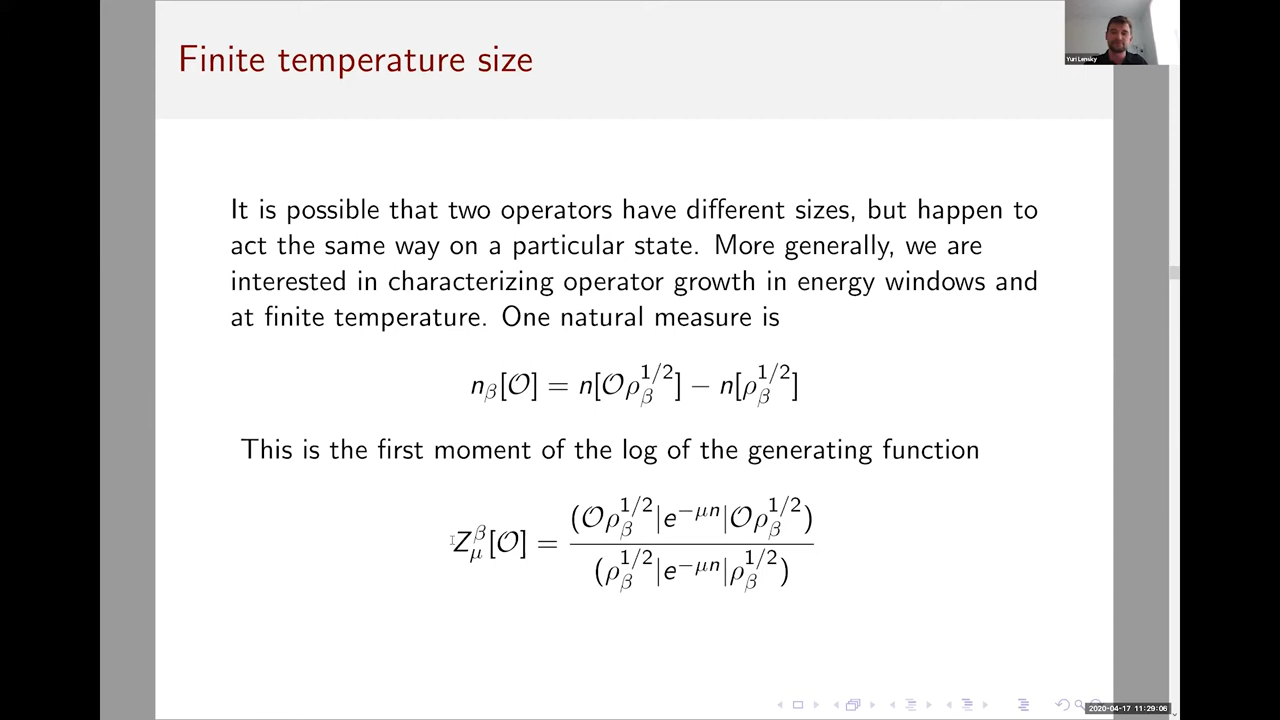 Finite temperature size
Yuri Lensky
It is possible that two operators have different sizes, but happen to
act the same way on a particular state. More generally, we are
interested in characterizing operator growth in energy windows and
at finite temperature. One natural measure is
n_β[𝒪] = n[𝒪ρ_β^{1/2}] − n[ρ_β^{1/2}]
This is the first moment of the log of the generating function
Z_μ^β[𝒪] = (𝒪ρ_β^{1/2}|e^{−μn}|𝒪ρ_β^{1/2}) / (ρ_β^{1/2}|e^{−μn}|ρ_β^{1/2})
2020-04-17 11:29:06